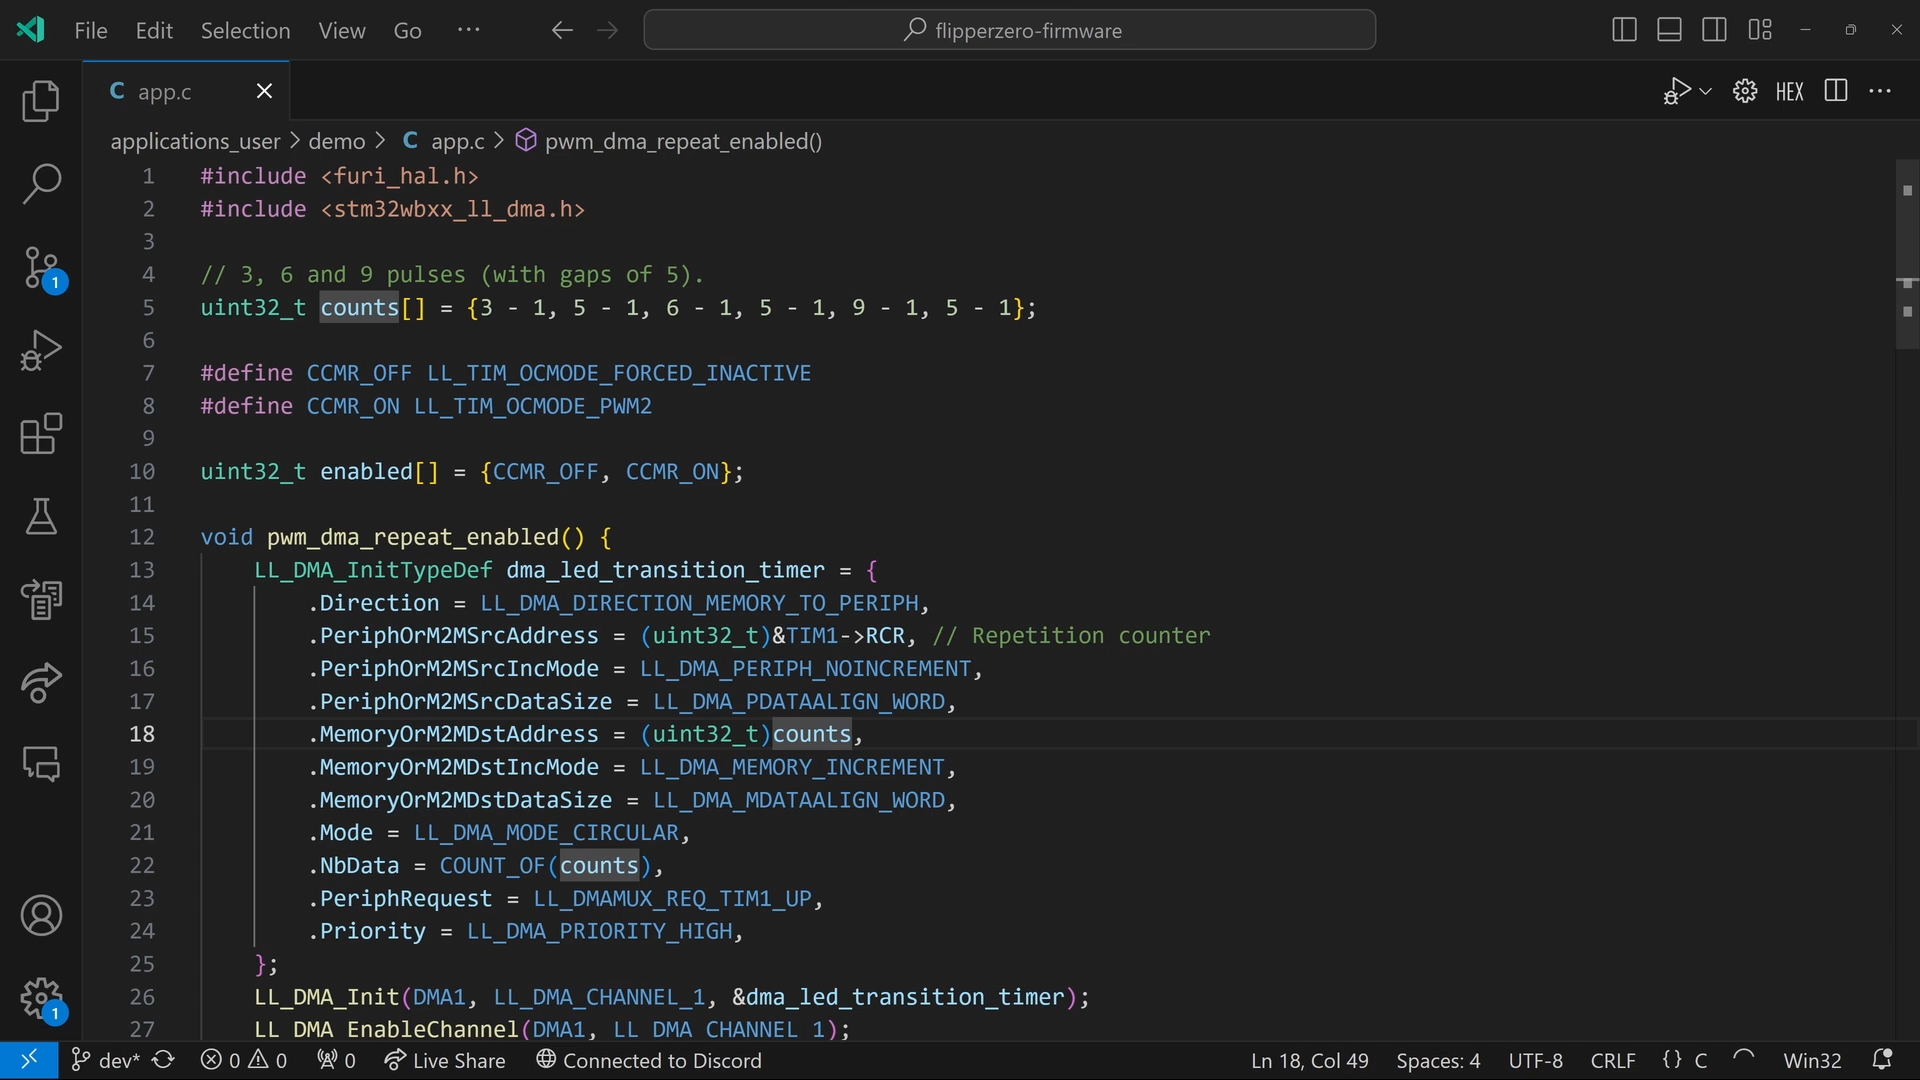 File Edit Selection View Go ··· flipperzero-firmware
C app.c HEX
applications_user > demo > C app.c > pwm_dma_repeat_enabled()
1 #include <furi_hal.h>
2 #include <stm32wbxx_ll_dma.h>
3
4 // 3, 6 and 9 pulses (with gaps of 5).
5 uint32_t counts[] = {3 - 1, 5 - 1, 6 - 1, 5 - 1, 9 - 1, 5 - 1};
6
7 #define CCMR_OFF LL_TIM_OCMODE_FORCED_INACTIVE
8 #define CCMR_ON LL_TIM_OCMODE_PWM2
9
10 uint32_t enabled[] = {CCMR_OFF, CCMR_ON};
11
12 void pwm_dma_repeat_enabled() {
13 LL_DMA_InitTypeDef dma_led_transition_timer = {
14 .Direction = LL_DMA_DIRECTION_MEMORY_TO_PERIPH,
15 .PeriphOrM2MSrcAddress = (uint32_t)&TIM1->RCR, // Repetition counter
16 .PeriphOrM2MSrcIncMode = LL_DMA_PERIPH_NOINCREMENT,
17 .PeriphOrM2MSrcDataSize = LL_DMA_PDATAALIGN_WORD,
18 .MemoryOrM2MDstAddress = (uint32_t)counts,
19 .MemoryOrM2MDstIncMode = LL_DMA_MEMORY_INCREMENT,
20 .MemoryOrM2MDstDataSize = LL_DMA_MDATAALIGN_WORD,
21 .Mode = LL_DMA_MODE_CIRCULAR,
22 .NbData = COUNT_OF(counts),
23 .PeriphRequest = LL_DMAMUX_REQ_TIM1_UP,
24 .Priority = LL_DMA_PRIORITY_HIGH,
25 };
26 LL_DMA_Init(DMA1, LL_DMA_CHANNEL_1, &dma_led_transition_timer);
27 LL_DMA_EnableChannel(DMA1, LL_DMA_CHANNEL_1);
1
1
dev* 0 0 0 Live Share Connected to Discord Ln 18, Col 49 Spaces: 4 UTF-8 CRLF {} C Win32